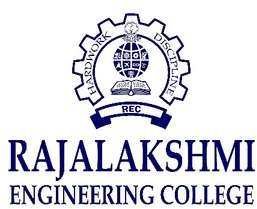 HARDWORK DISCIPLINE
REC
RAJALAKSHMI
ENGINEERING COLLEGE